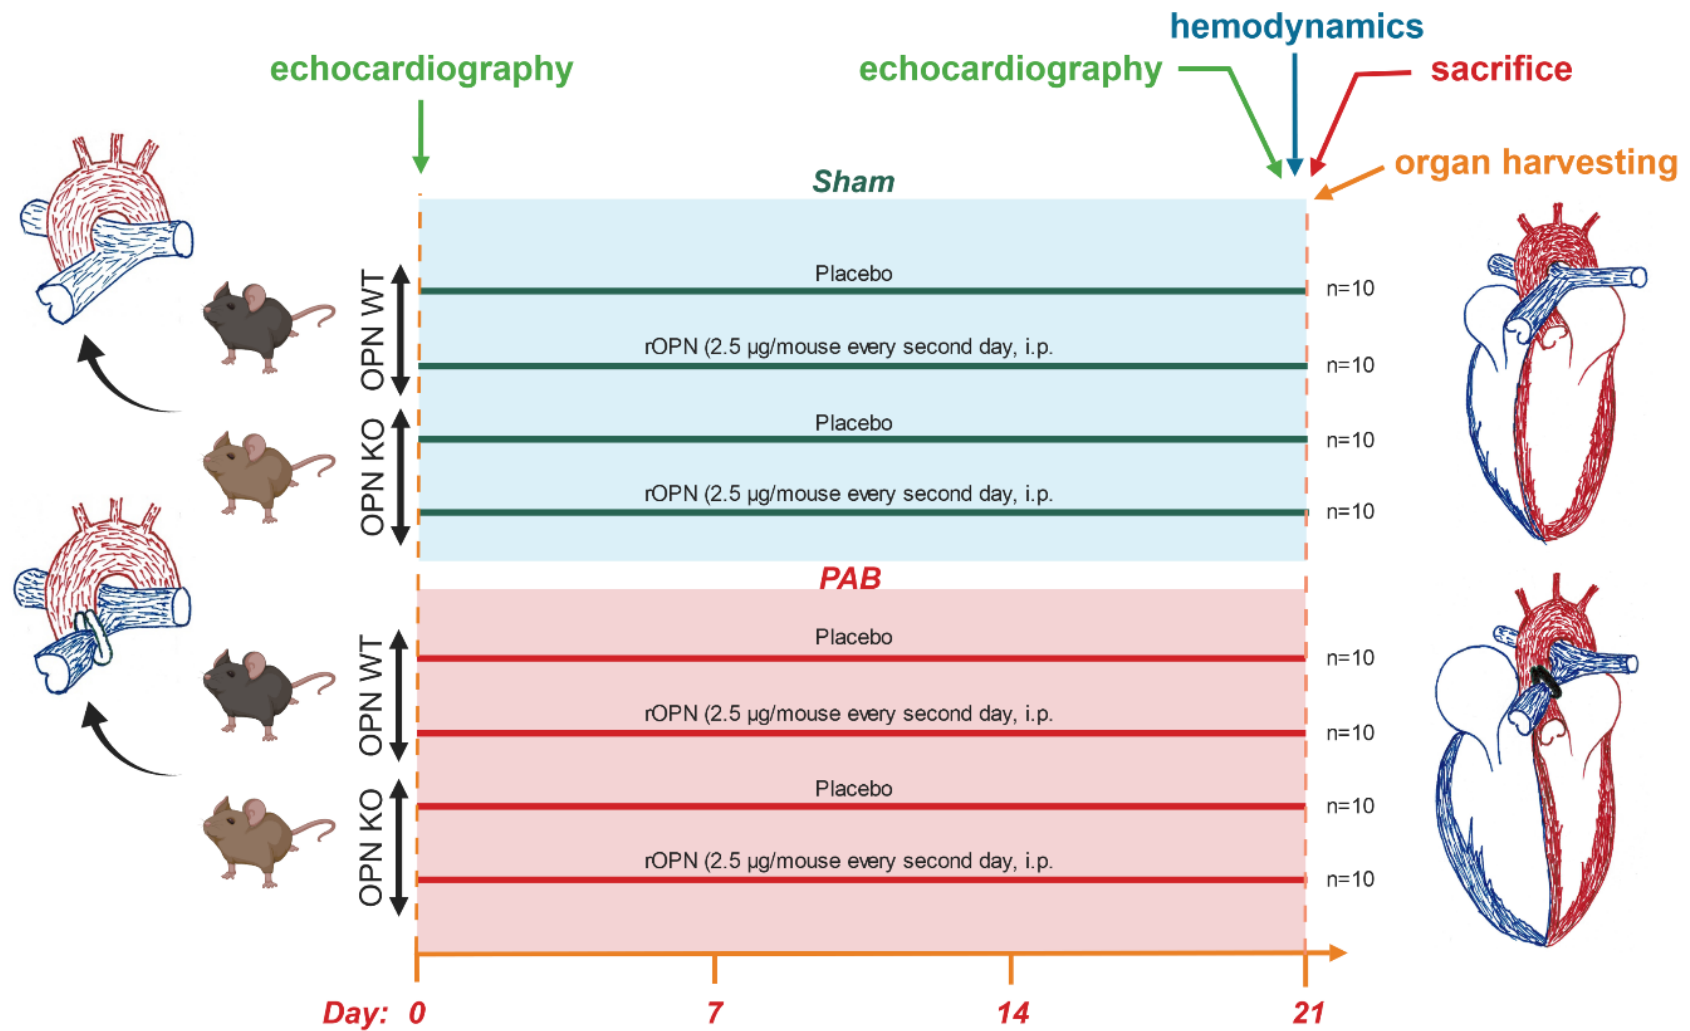 hemodynamics
echocardiography
echocardiography
sacrifice
organ harvesting
Sham
OPN WT
Placebo
n=10
rOPN (2.5 µg/mouse every second day, i.p.
n=10
OPN KO
Placebo
n=10
rOPN (2.5 µg/mouse every second day, i.p.
n=10
PAB
OPN WT
Placebo
n=10
rOPN (2.5 µg/mouse every second day, i.p.
n=10
OPN KO
Placebo
n=10
rOPN (2.5 µg/mouse every second day, i.p.
n=10
Day: 0 7 14 21